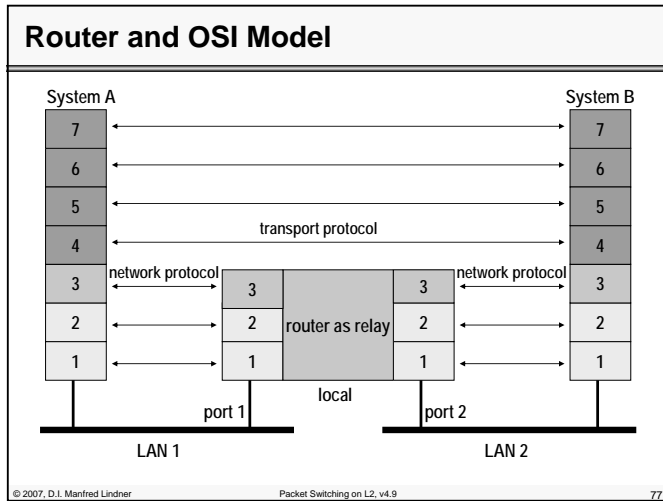 Router and OSI Model
System A
System B
7
7
6
6
5
5
transport protocol
4
4
network protocol
network protocol
3
3
3
3
2
2
router as relay
2
2
1
1
1
1
local
port 1
port 2
LAN 1
LAN 2
© 2007, D.I. Manfred Lindner
Packet Switching on L2, v4.9
77